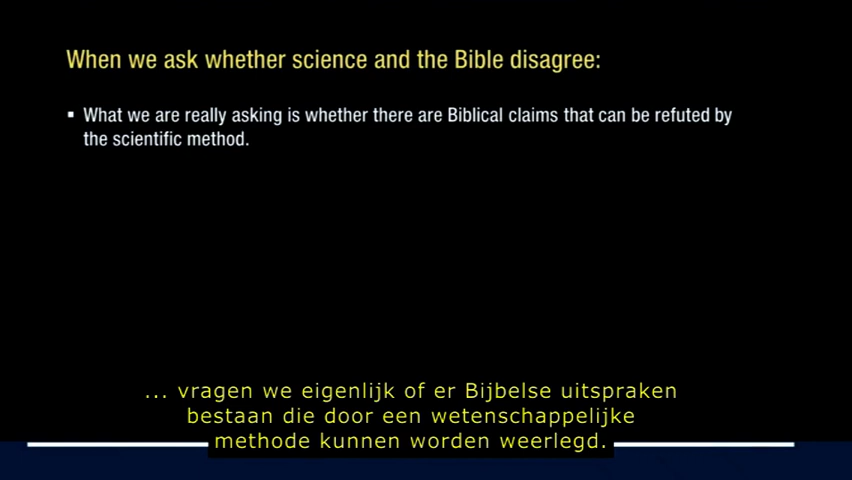 When we ask whether science and the Bible disagree:
▪ What we are really asking is whether there are Biblical claims that can be refuted by
the scientific method.
... vragen we eigenlijk of er Bijbelse uitspraken
bestaan die door een wetenschappelijke
methode kunnen worden weerlegd.